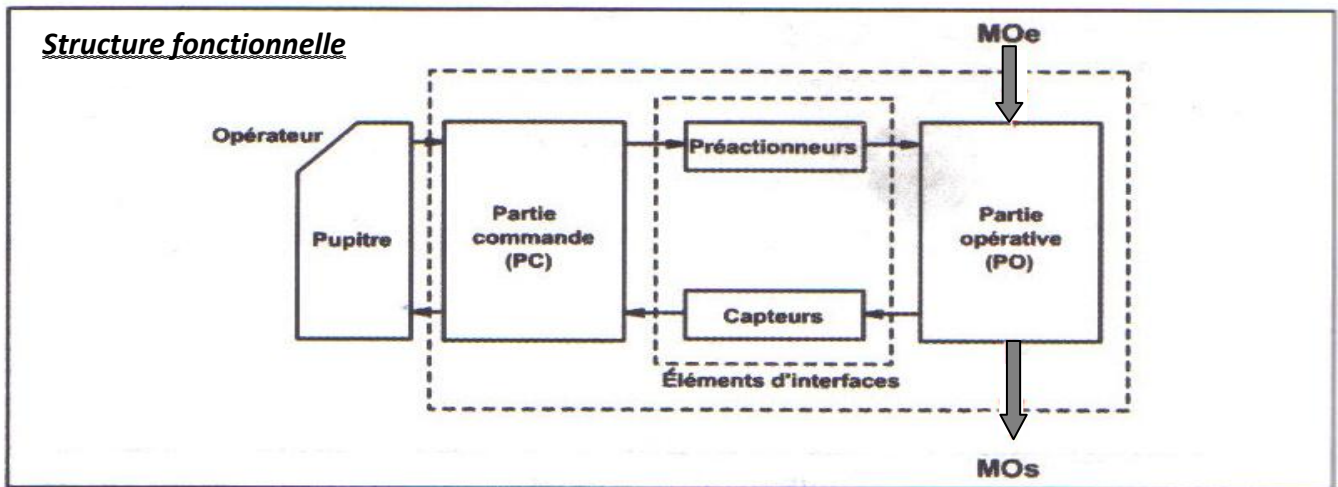 Structure fonctionnelle
MOe
Opérateur
Pupitre
Partie
commande
(PC)
Préactionneurs
Capteurs
Éléments d'interfaces
Partie
opérative
(PO)
MOs